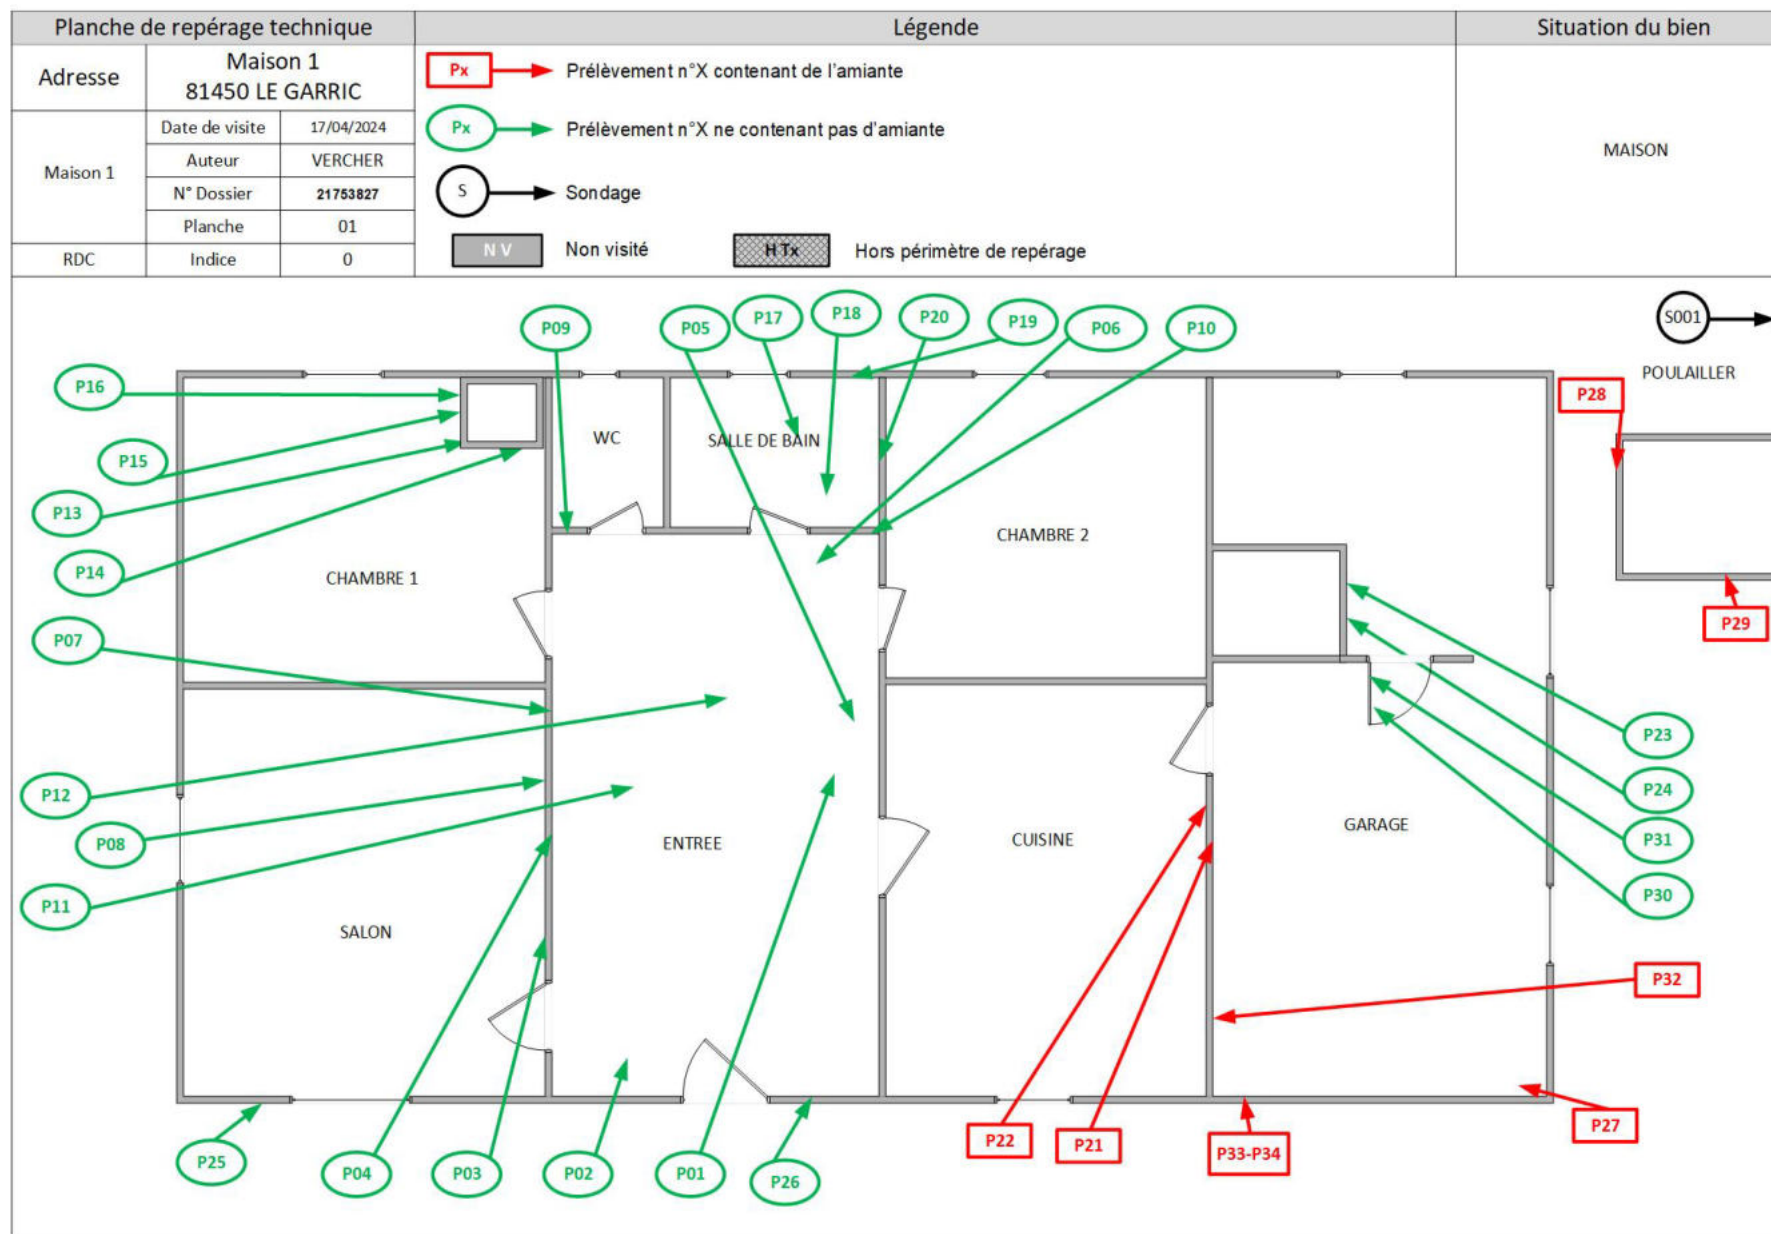 Planche de repérage technique
Légende
Situation du bien
Adresse
Maison 1
81450 LE GARRIC
Maison 1
Date de visite
17/04/2024
Auteur
VERCHER
N° Dossier
21753827
Planche
01
RDC
Indice
0
Px
Prélèvement n°X contenant de l'amiante
Px
Prélèvement n°X ne contenant pas d'amiante
S
Sondage
N V
Non visité
H Tx
Hors périmètre de repérage
MAISON
P09
P05
P17
P18
P20
P19
P06
P10
S001
POULAILLER
P16
P28
P15
WC
SALLE DE BAIN
P13
CHAMBRE 2
P14
CHAMBRE 1
P29
P07
P23
P12
P24
P08
ENTREE
CUISINE
GARAGE
P31
P11
P30
SALON
P32
P25
P04
P03
P02
P01
P26
P22
P21
P33-P34
P27